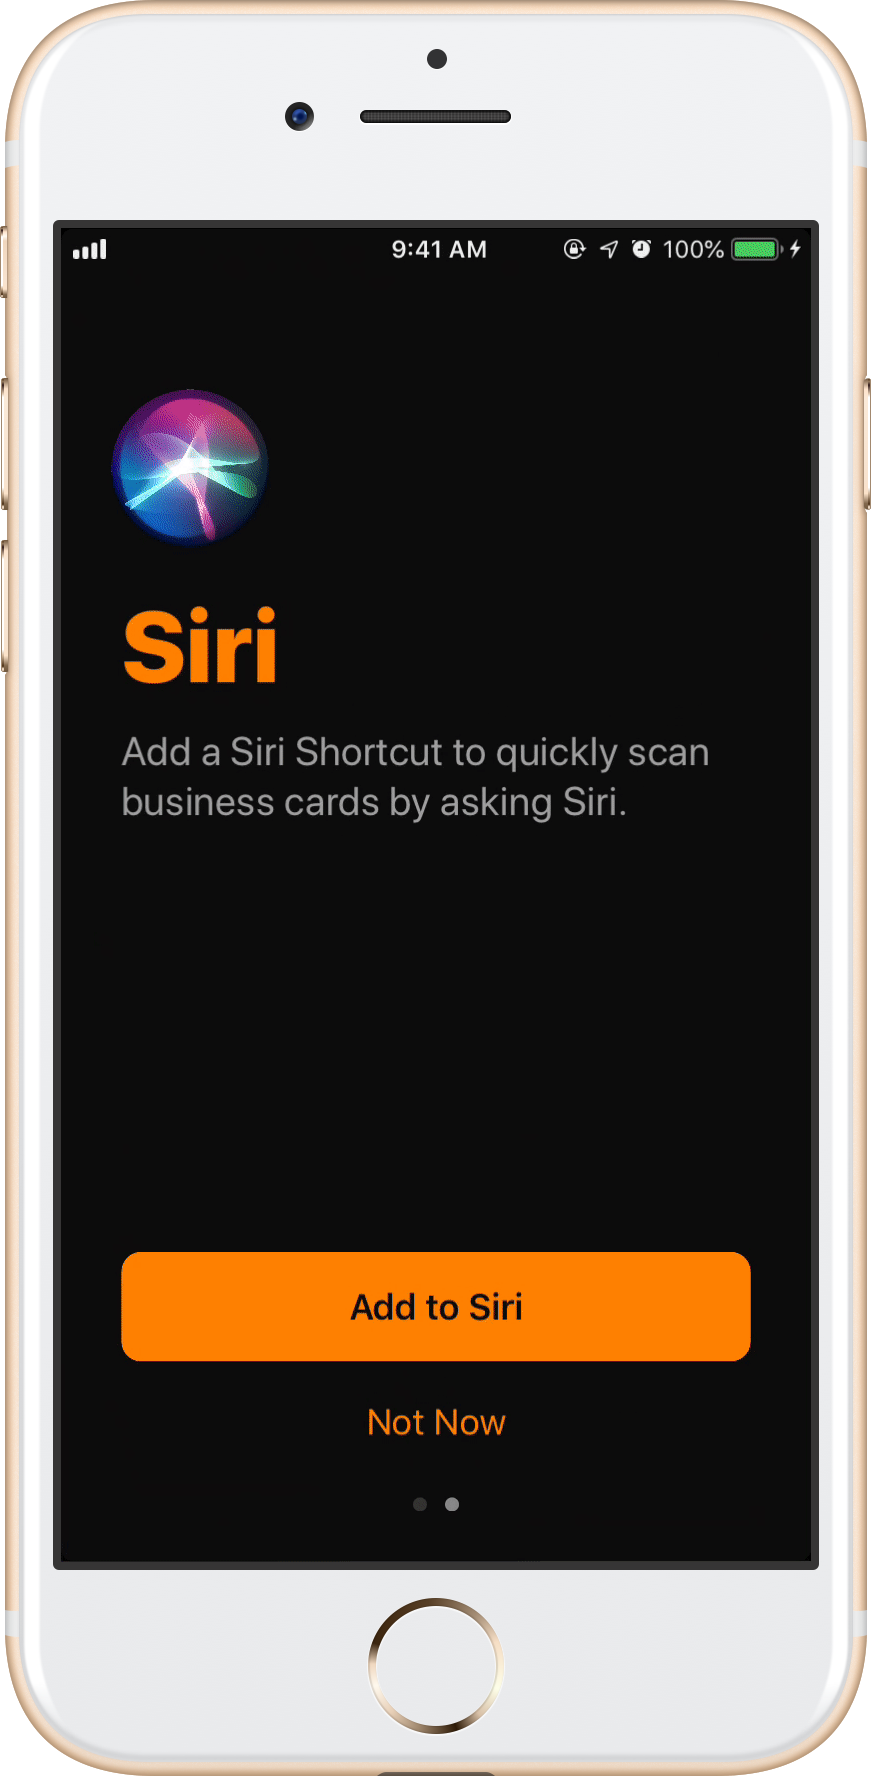 9:41 AM
100%
Siri
Add a Siri Shortcut to quickly scan
business cards by asking Siri.
Add to Siri
Not Now